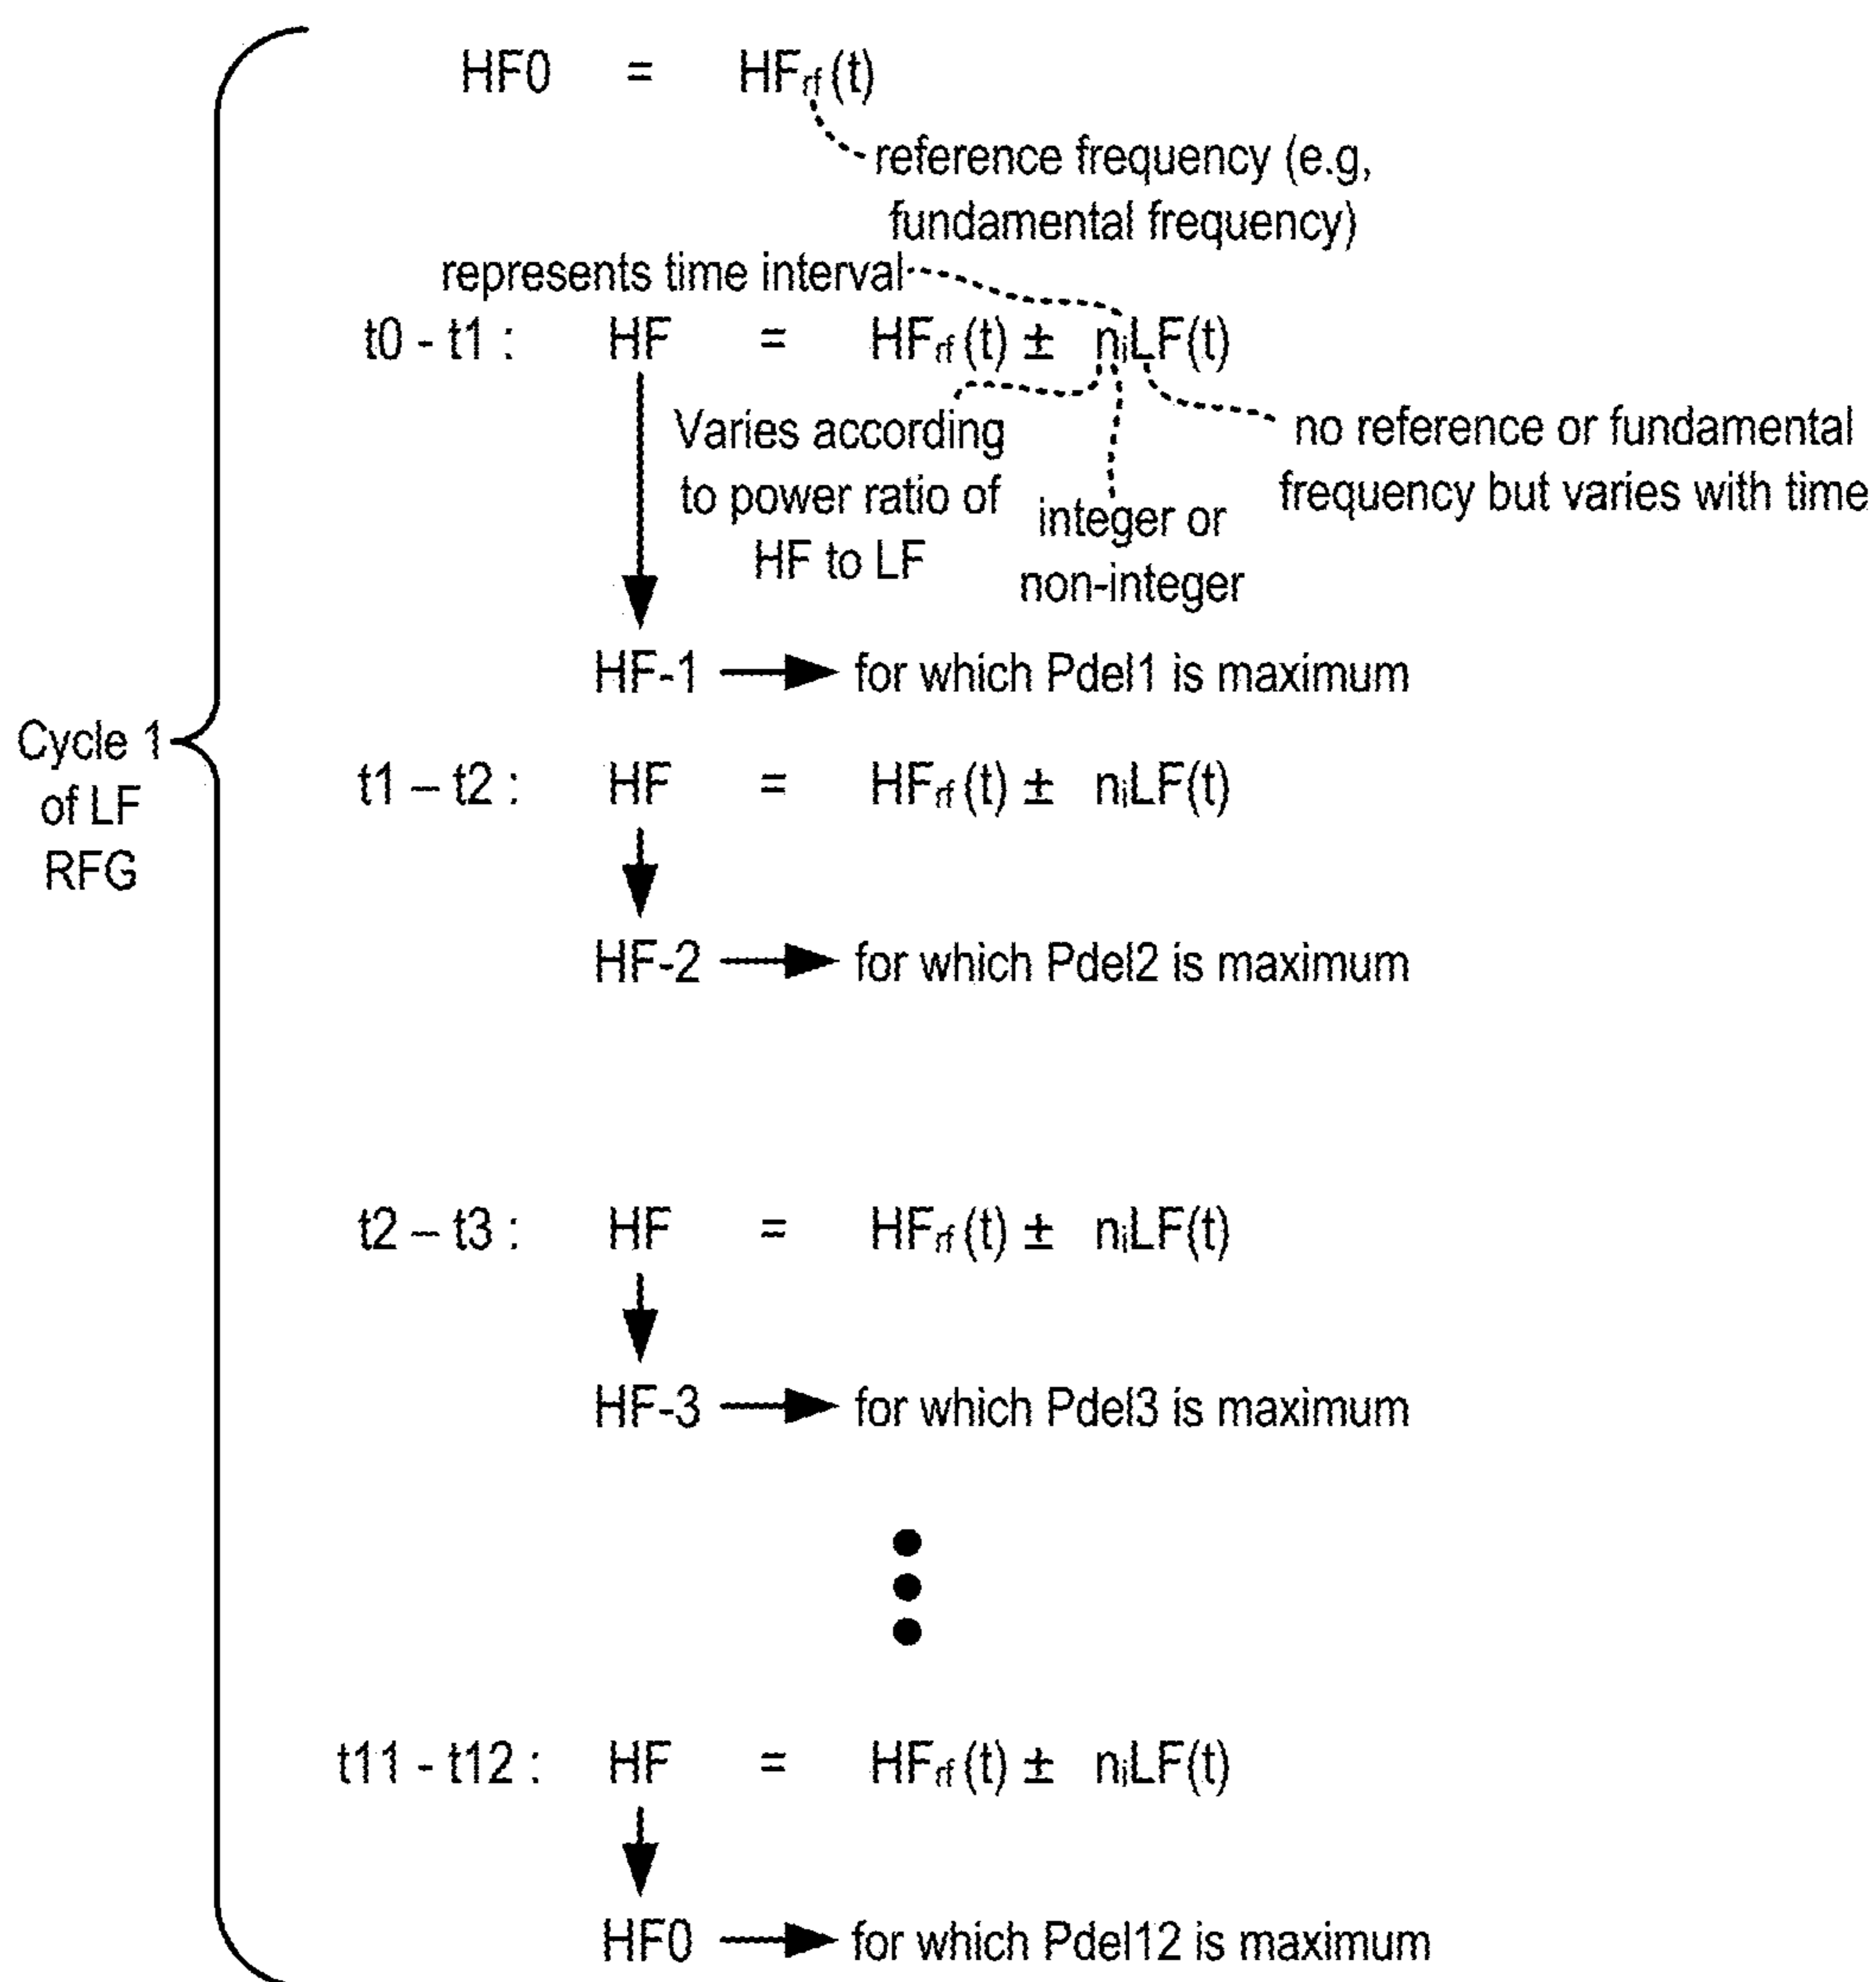 HF0 = HFrf(t)
reference frequency (e.g,
fundamental frequency)
represents time interval
t0 - t1 : HF = HFrf(t) ± niLF(t)
Varies according
to power ratio of
HF to LF
integer or
non-integer
no reference or fundamental
frequency but varies with time
HF-1 for which Pdel1 is maximum
Cycle 1
of LF
RFG
t1 – t2 : HF = HFrf(t) ± niLF(t)
HF-2 for which Pdel2 is maximum
t2 – t3 : HF = HFrf(t) ± niLF(t)
HF-3 for which Pdel3 is maximum
t11 - t12 : HF = HFrf(t) ± niLF(t)
HF0 for which Pdel12 is maximum